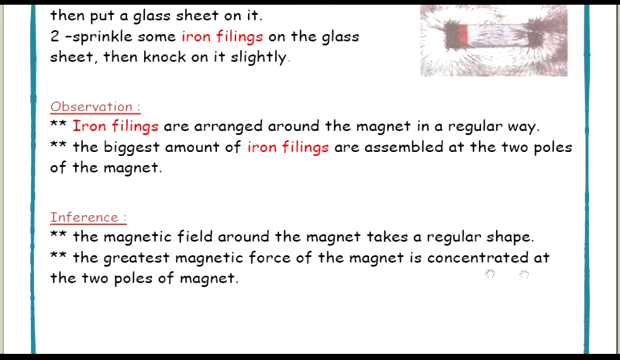 then put a glass sheet on it.
2 –sprinkle some iron filings on the glass
sheet, then knock on it slightly.
Observation :
** Iron filings are arranged around the magnet in a regular way.
** the biggest amount of iron filings are assembled at the two poles
of the magnet.
Inference :
** the magnetic field around the magnet takes a regular shape.
** the greatest magnetic force of the magnet is concentrated at
the two poles of magnet.